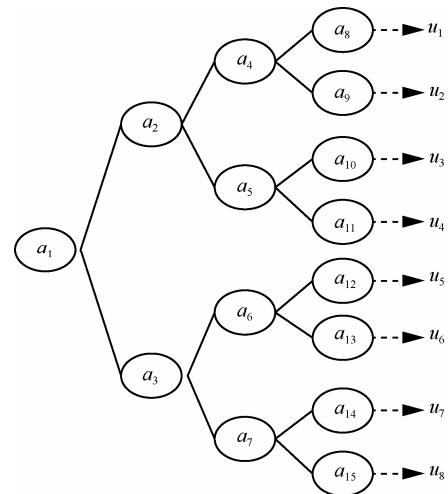 a₈ u₁
a₄
a₉ u₂
a₂
a₁₀ u₃
a₅
a₁₁ u₄
a₁
a₁₂ u₅
a₆
a₁₃ u₆
a₃
a₁₄ u₇
a₇
a₁₅ u₈